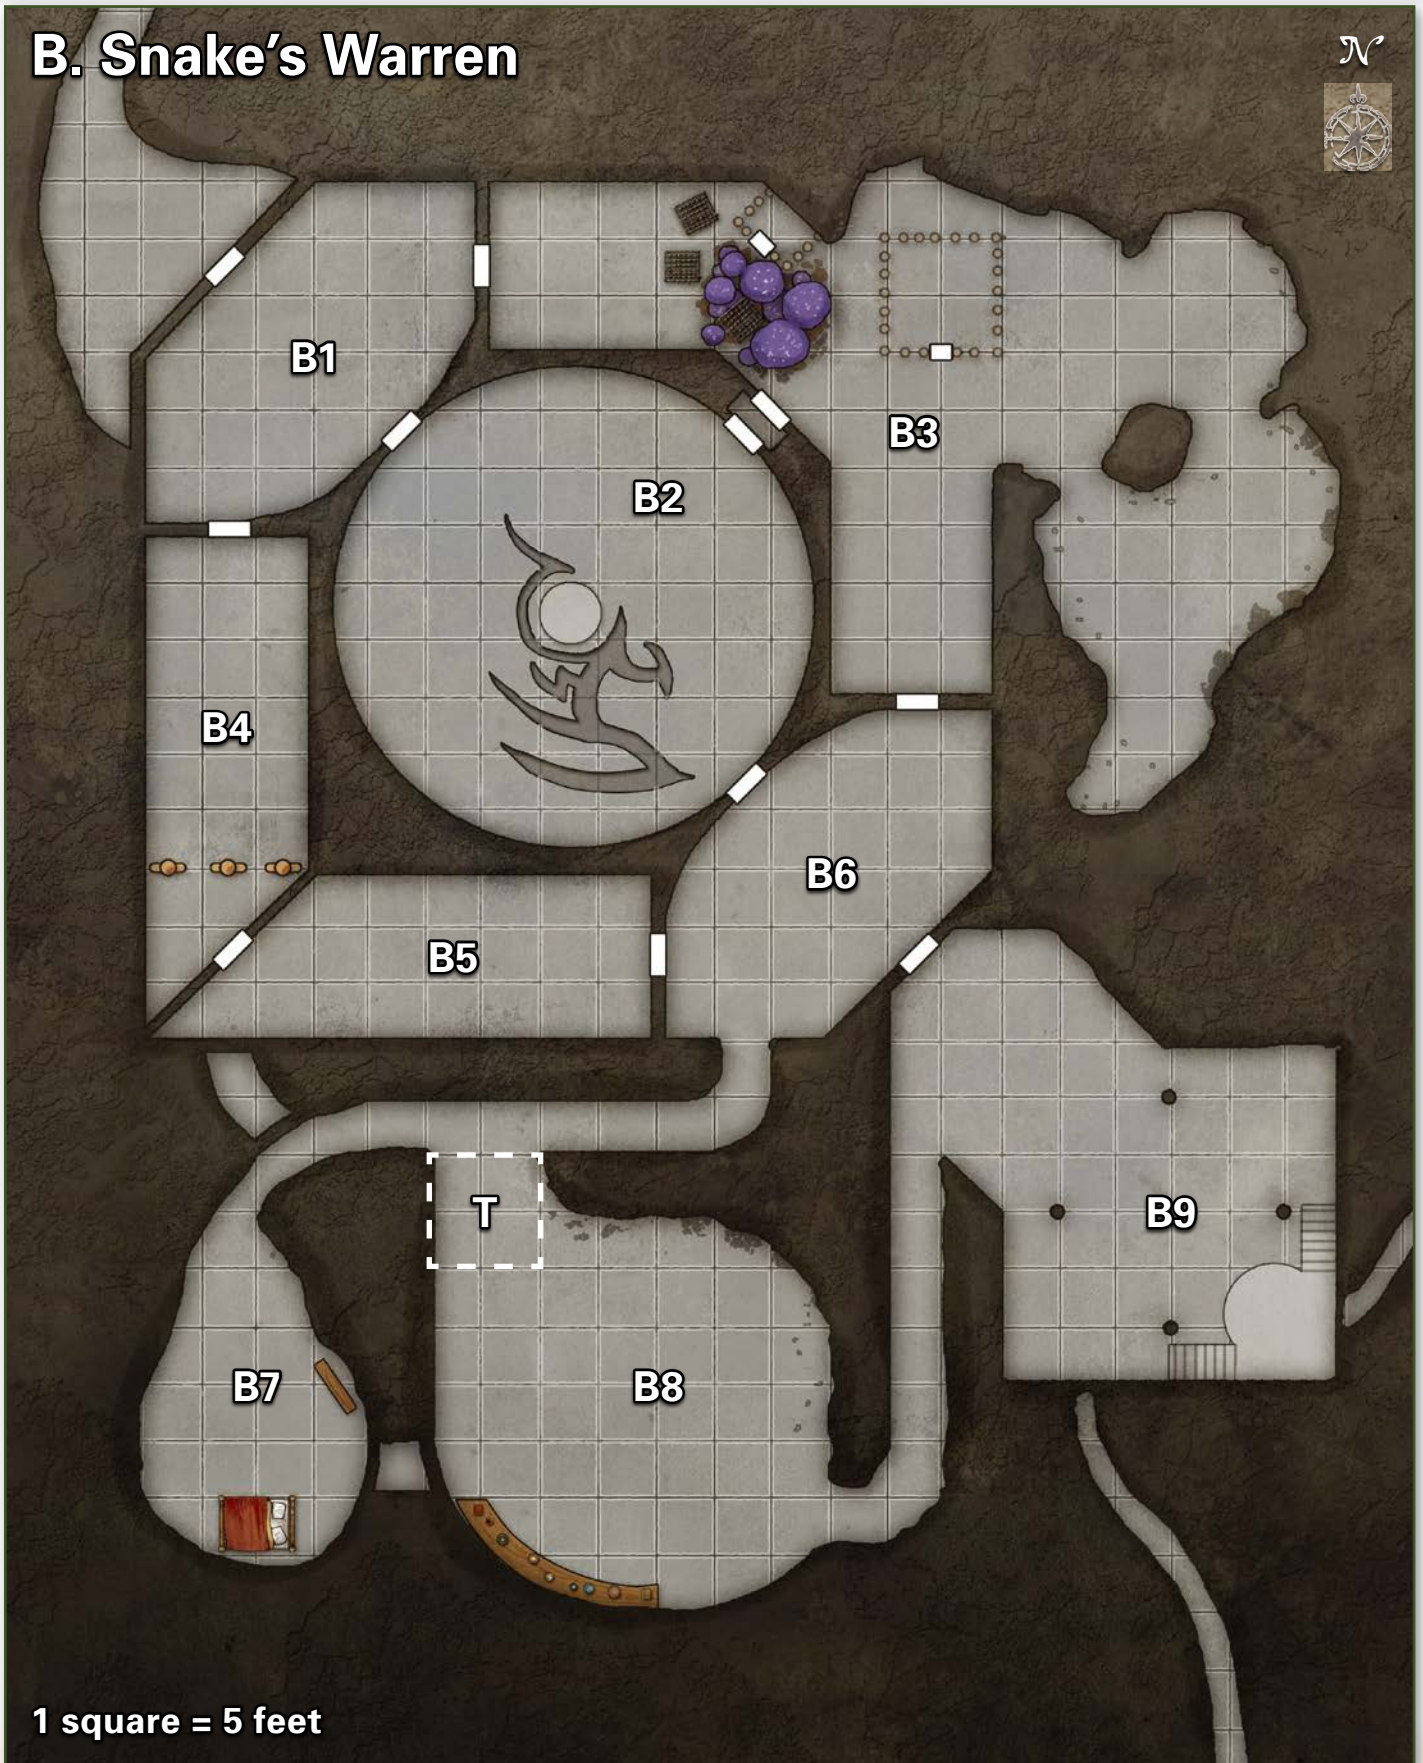 B. Snake’s Warren
N
B1
B3
B2
B4
B6
B5
T
B9
B7
B8
1 square = 5 feet